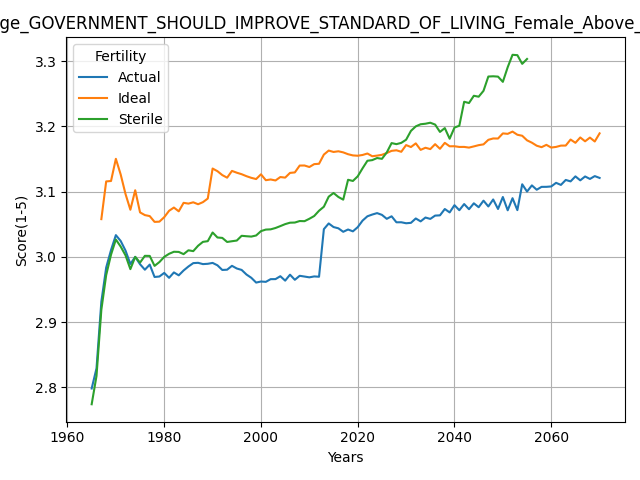 ge_GOVERNMENT_SHOULD_IMPROVE_STANDARD_OF_LIVING_Female_Above_
Fertility
Actual
Ideal
Sterile
Score(1-5)
3.3
3.2
3.1
3.0
2.9
2.8
1960 1980 2000 2020 2040 2060
Years